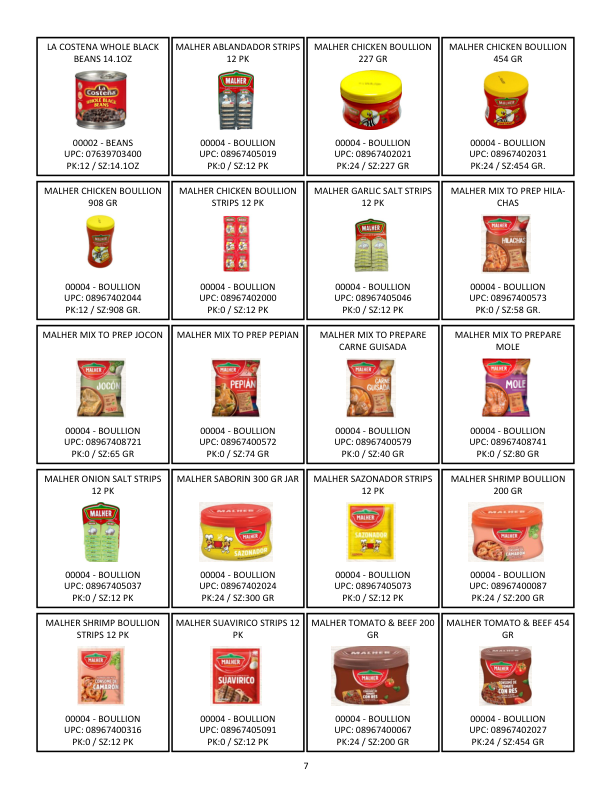 LA COSTENA WHOLE BLACK
BEANS 14.1OZ
La Costeña
WHOLE BLACK BEANS
00002 - BEANS
UPC: 07639703400
PK:12 / SZ:14.1OZ
MALHER ABLANDADOR STRIPS
12 PK
MALHER
00004 - BOULLION
UPC: 08967405019
PK:0 / SZ:12 PK
MALHER CHICKEN BOULLION
227 GR
00004 - BOULLION
UPC: 08967402021
PK:24 / SZ:227 GR
MALHER CHICKEN BOULLION
454 GR
00004 - BOULLION
UPC: 08967402031
PK:24 / SZ:454 GR.
MALHER CHICKEN BOULLION
908 GR
00004 - BOULLION
UPC: 08967402044
PK:12 / SZ:908 GR.
MALHER CHICKEN BOULLION
STRIPS 12 PK
00004 - BOULLION
UPC: 08967402000
PK:0 / SZ:12 PK
MALHER GARLIC SALT STRIPS
12 PK
MALHER
00004 - BOULLION
UPC: 08967405046
PK:0 / SZ:12 PK
MALHER MIX TO PREP HILA-
CHAS
MALHER
HILACHAS
00004 - BOULLION
UPC: 08967400573
PK:0 / SZ:58 GR.
MALHER MIX TO PREP JOCON
MALHER
JOCÓN
00004 - BOULLION
UPC: 08967408721
PK:0 / SZ:65 GR
MALHER MIX TO PREP PEPIAN
MALHER
PEPIÁN
00004 - BOULLION
UPC: 08967400572
PK:0 / SZ:74 GR
MALHER MIX TO PREPARE
CARNE GUISADA
MALHER
CARNE
GUISADA
00004 - BOULLION
UPC: 08967400579
PK:0 / SZ:40 GR
MALHER MIX TO PREPARE
MOLE
MALHER
MOLE
00004 - BOULLION
UPC: 08967408741
PK:0 / SZ:80 GR
MALHER ONION SALT STRIPS
12 PK
MALHER
00004 - BOULLION
UPC: 08967405037
PK:0 / SZ:12 PK
MALHER SABORIN 300 GR JAR
MALHER
MALHER
SAZONADOR
00004 - BOULLION
UPC: 08967402024
PK:24 / SZ:300 GR
MALHER SAZONADOR STRIPS
12 PK
MALHER
SAZONADOR
00004 - BOULLION
UPC: 08967405073
PK:0 / SZ:12 PK
MALHER SHRIMP BOULLION
200 GR
MALHER
MALHER
CONSOMÉ DE
CAMARÓN
00004 - BOULLION
UPC: 08967400087
PK:24 / SZ:200 GR
MALHER SHRIMP BOULLION
STRIPS 12 PK
MALHER
CONSOMÉ DE
CAMARÓN
00004 - BOULLION
UPC: 08967400316
PK:0 / SZ:12 PK
MALHER SUAVIRICO STRIPS 12
PK
MALHER
SUAVIRICO
00004 - BOULLION
UPC: 08967405091
PK:0 / SZ:12 PK
MALHER TOMATO & BEEF 200
GR
MALHER
MALHER
CON RES
00004 - BOULLION
UPC: 08967400067
PK:24 / SZ:200 GR
MALHER TOMATO & BEEF 454
GR
MALHER
CON RES
00004 - BOULLION
UPC: 08967402027
PK:24 / SZ:454 GR
7